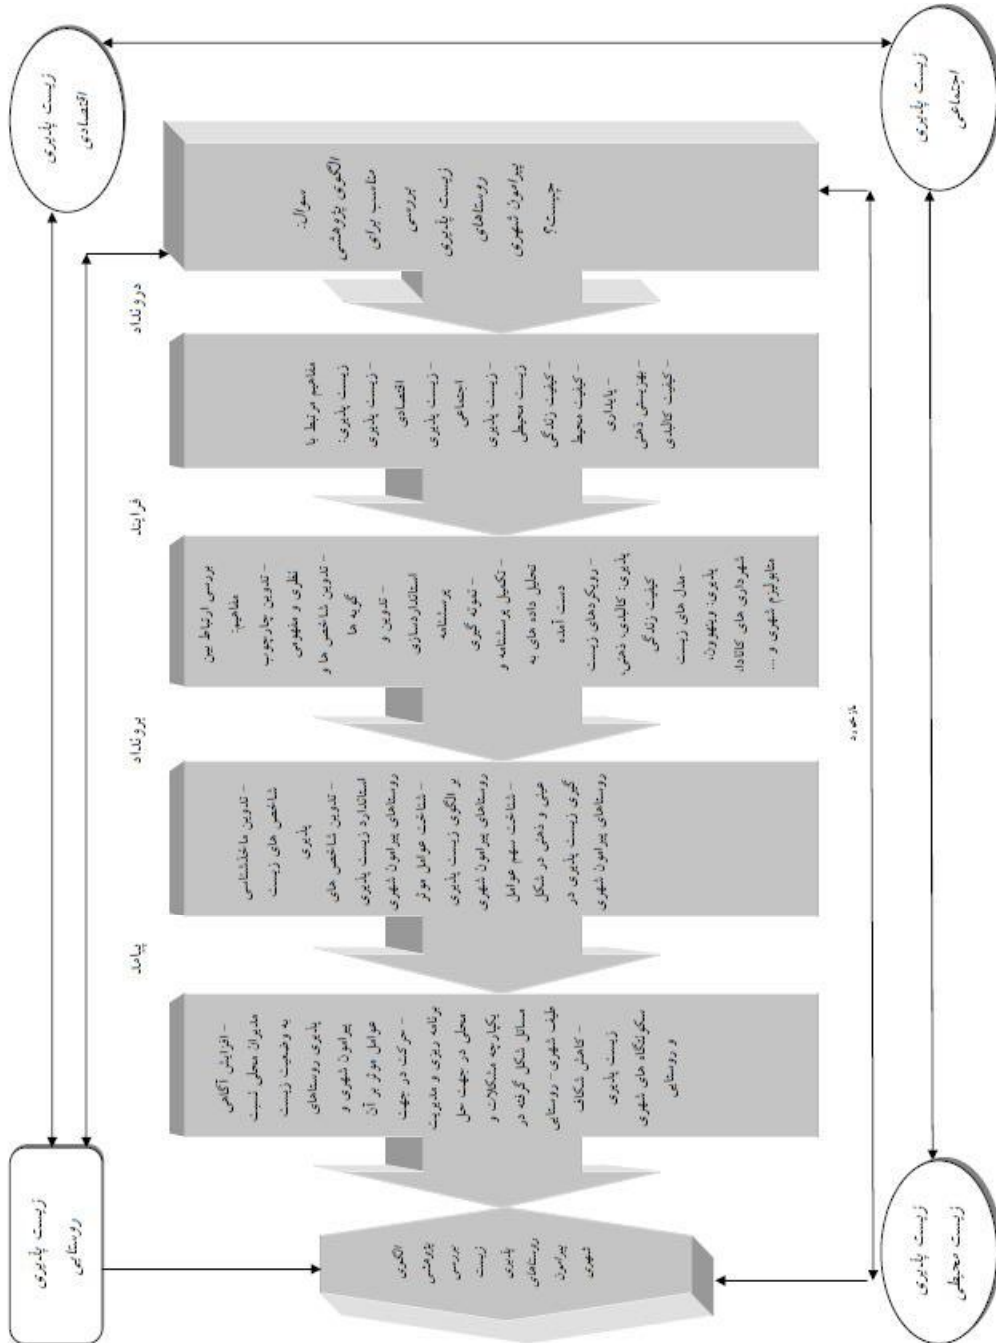 زیست پذیری
اقتصادی
زیست پذیری
اجتماعی
سوال:
الگوی پژوهشی
مناسب برای
بررسی
زیست پذیری
روستاهای
پیرامون شهری
چیست؟
درونداد
مفاهیم مرتبط با
زیست پذیری:
- زیست پذیری
اقتصادی
- زیست پذیری
اجتماعی
- زیست پذیری
زیست محیطی
- کیفیت زندگی
- کیفیت محیط
- پایداری
- بهزیستی ذهنی
- کیفیت کالبدی
فرایند
بررسی ارتباط بین
مفاهیم:
- تدوین چارچوب
نظری و مفهومی
- تدوین شاخص ها و
گویه ها
- تدوین و
استانداردسازی
پرسشنامه
- نمونه گیری
- تکمیل پرسشنامه و
تحلیل داده های به
دست آمده
- رویکردهای زیست
پذیری: کالبدی، ذهنی،
کیفیت زندگی
- مدل های زیست
پذیری: وینهوون،
شهرداری های کانادا،
متابولیزم شهری و ...
برونداد
- تدوین ماخذشناسی
شاخص های زیست
پذیری
- تدوین شاخص های
استاندارد زیست پذیری
روستاهای پیرامون شهری
- شناخت عوامل موثر
بر الگوی زیست پذیری
روستاهای پیرامون شهری
- شناخت سهم عوامل
عینی و ذهنی در شکل
گیری زیست پذیری در
روستاهای پیرامون شهری
پیامد
- افزایش آگاهی
مدیران محلی نسبت
به وضعیت زیست
پذیری روستاهای
پیرامون شهری و
عوامل موثر بر آن
- حرکت در جهت
برنامه ریزی و مدیریت
محلی در جهت حل
یکپارچه مشکلات و
مسائل شکل گرفته در
طیف شهری - روستایی
- کاهش شکاف
زیست پذیری
سکونتگاه های شهری
و روستایی
بازخورد
الگوی
پژوهشی
بررسی
زیست
پذیری
روستاهای
پیرامون
شهری
زیست پذیری
روستایی
زیست پذیری
زیست محیطی